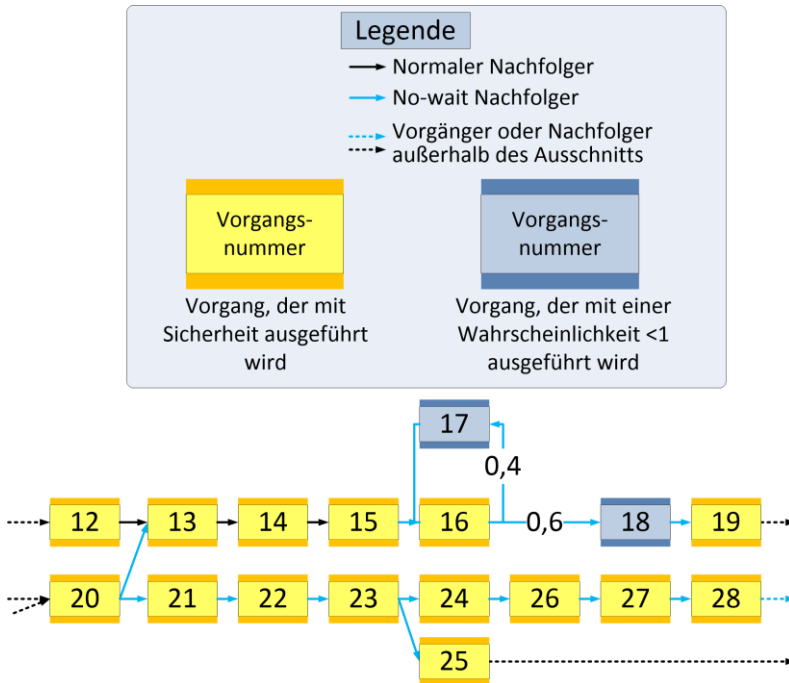 Legende
Normaler Nachfolger
No-wait Nachfolger
Vorgänger oder Nachfolger
außerhalb des Ausschnitts
Vorgangs-
nummer
Vorgang, der mit
Sicherheit ausgeführt
wird
Vorgangs-
nummer
Vorgang, der mit einer
Wahrscheinlichkeit <1
ausgeführt wird
17
0,4
12 13 14 15 16 0,6 18 19
20 21 22 23 24 26 27 28
25